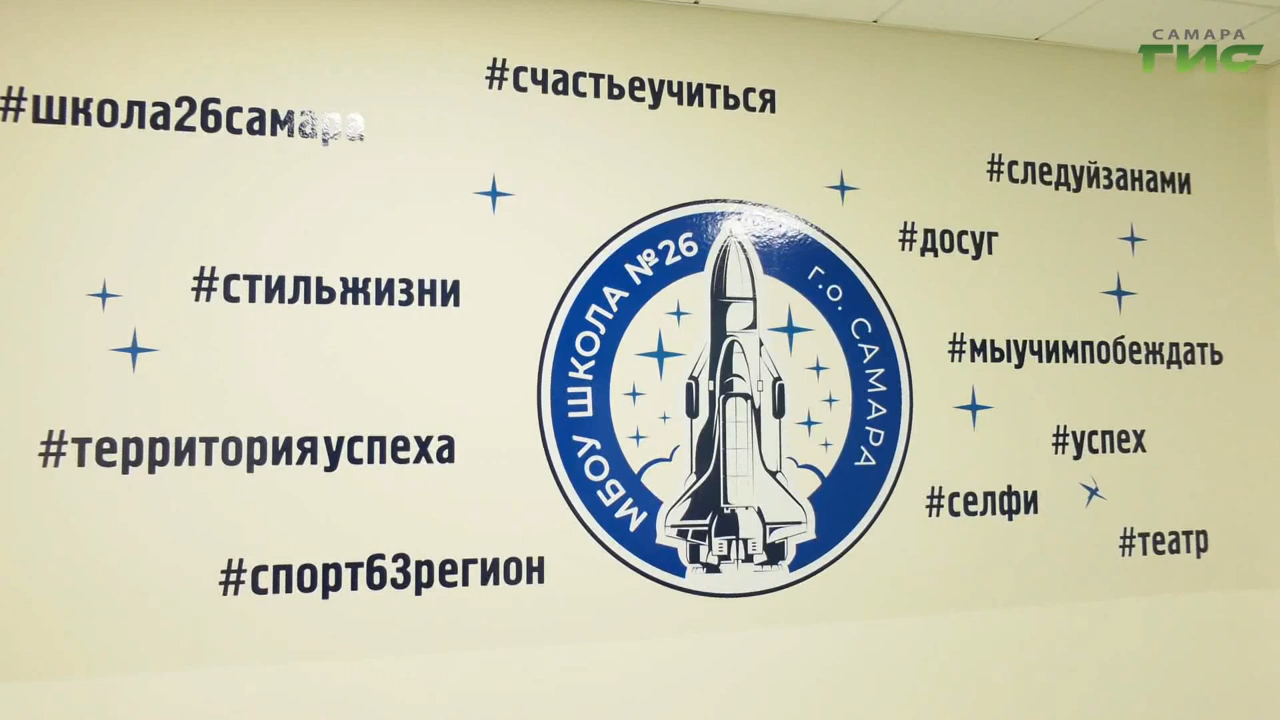 САМАРА
ГИС
#счастьеучиться
#школа26самара
#следуйзанами
#досуг
#стильжизни
МБОУ ШКОЛА №26
Г.О. САМАРА
#мыучимпобеждать
#территорияуспеха
#успех
#селфи
#театр
#спорт63регион